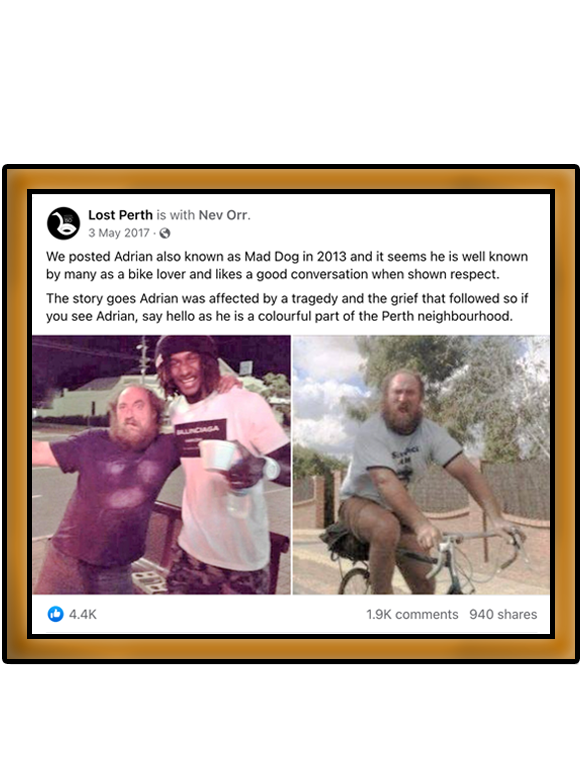 Lost Perth is with Nev Orr.
3 May 2017 ·
We posted Adrian also known as Mad Dog in 2013 and it seems he is well known
by many as a bike lover and likes a good conversation when shown respect.
The story goes Adrian was affected by a tragedy and the grief that followed so if
you see Adrian, say hello as he is a colourful part of the Perth neighbourhood.
4.4K
1.9K comments 940 shares